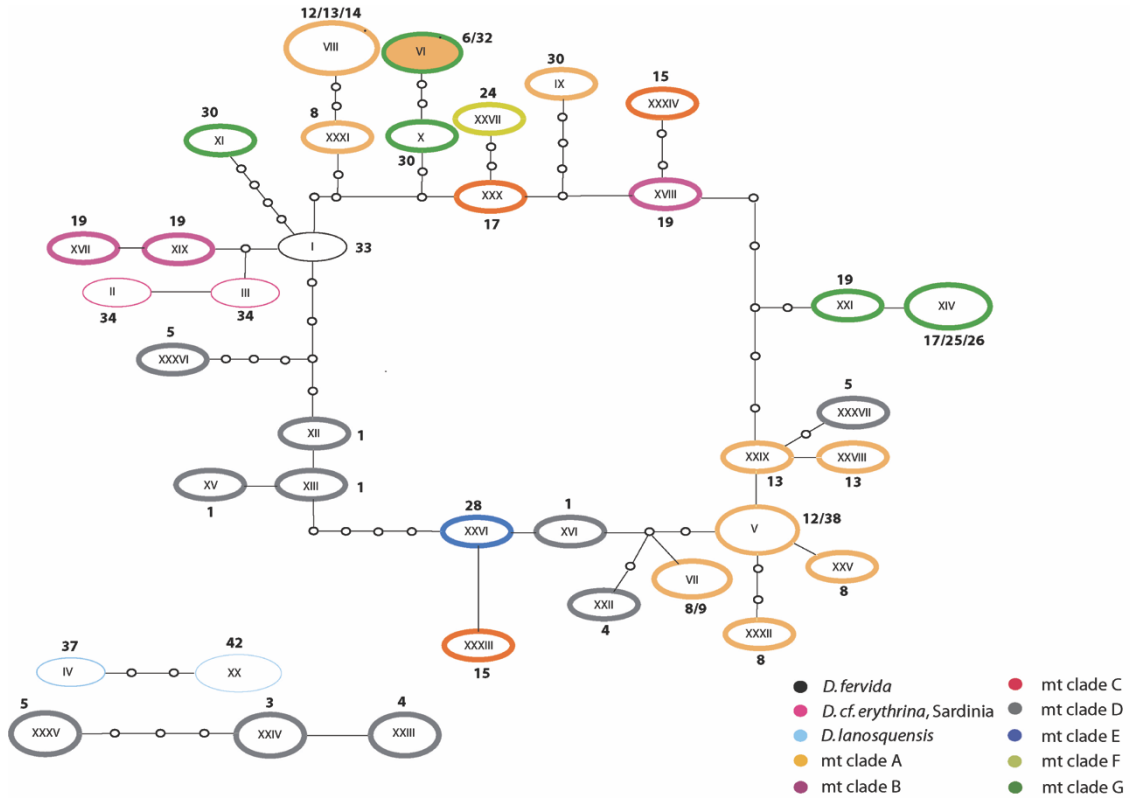 12/13/14
6/32
VIII
VI
30
15
IX
24
XXXIV
30
8
XXVII
XI
XXXI
X
30
XXX
XVIII
17
19
19
19
I
33
XVII
XIX
II
III
34
34
19
XXI
XIV
17/25/26
5
XXXVI
5
XXXVII
XII
1
XXIX
XXVIII
13
13
XV
XIII
1
1
28
1
12/38
XXVI
XVI
V
XXV
8
VII
8/9
XXII
4
XXXII
8
XXXIII
15
37
42
IV
XX
5
3
4
XXXV
XXIV
XXIII
D. fervida
D. cf. erythrina, Sardinia
D. lanosquensis
mt clade A
mt clade B
mt clade C
mt clade D
mt clade E
mt clade F
mt clade G